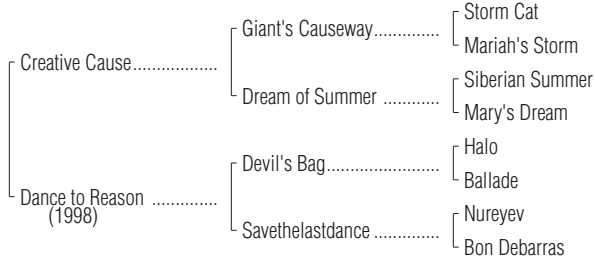 Storm Cat
Giant's Causeway..............
Mariah's Storm
Creative Cause..................
Siberian Summer
Dream of Summer ............
Mary's Dream
Halo
Devil's Bag........................
Ballade
Dance to Reason ..............
(1998)
Nureyev
Savethelastdance ..............
Bon Debarras